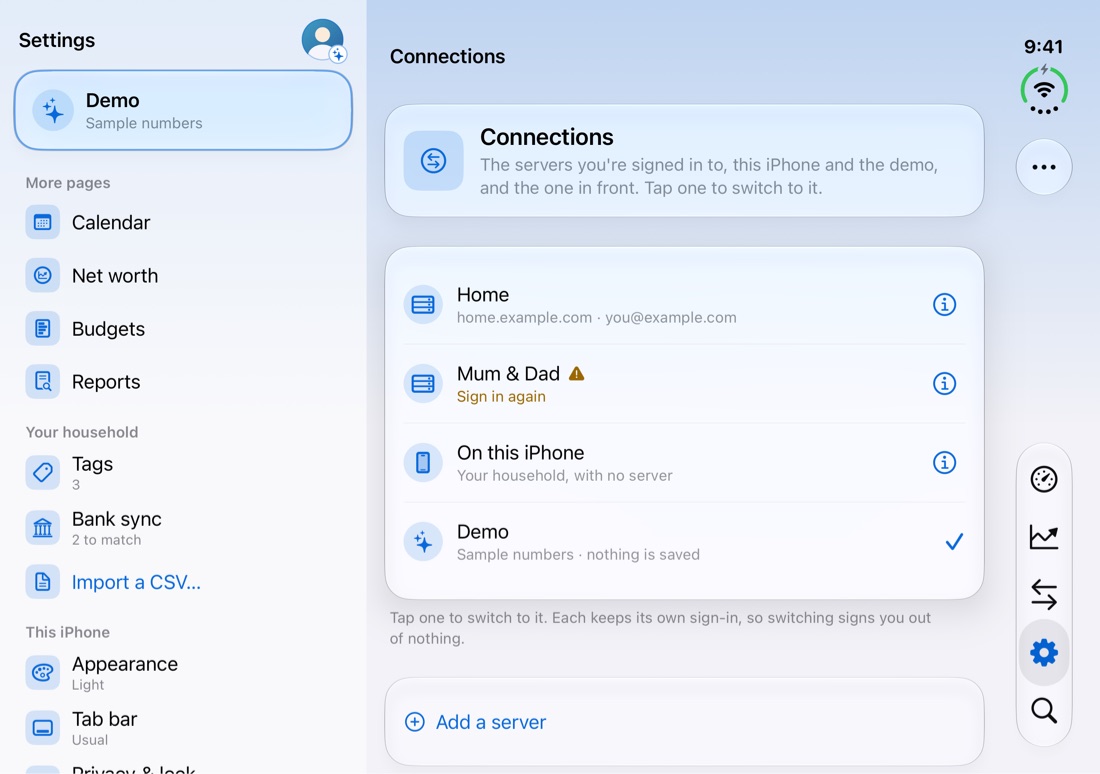 Settings
Demo
Sample numbers
More pages
Calendar
Net worth
Budgets
Reports
Your household
Tags
3
Bank sync
2 to match
Import a CSV...
This iPhone
Appearance
Light
Tab bar
Usual
Privacy & lock
Connections
Connections
The servers you're signed in to, this iPhone and the demo,
and the one in front. Tap one to switch to it.
Home
home.example.com · you@example.com
Mum & Dad
Sign in again
On this iPhone
Your household, with no server
Demo
Sample numbers · nothing is saved
Tap one to switch to it. Each keeps its own sign-in, so switching signs you out
of nothing.
Add a server
9:41